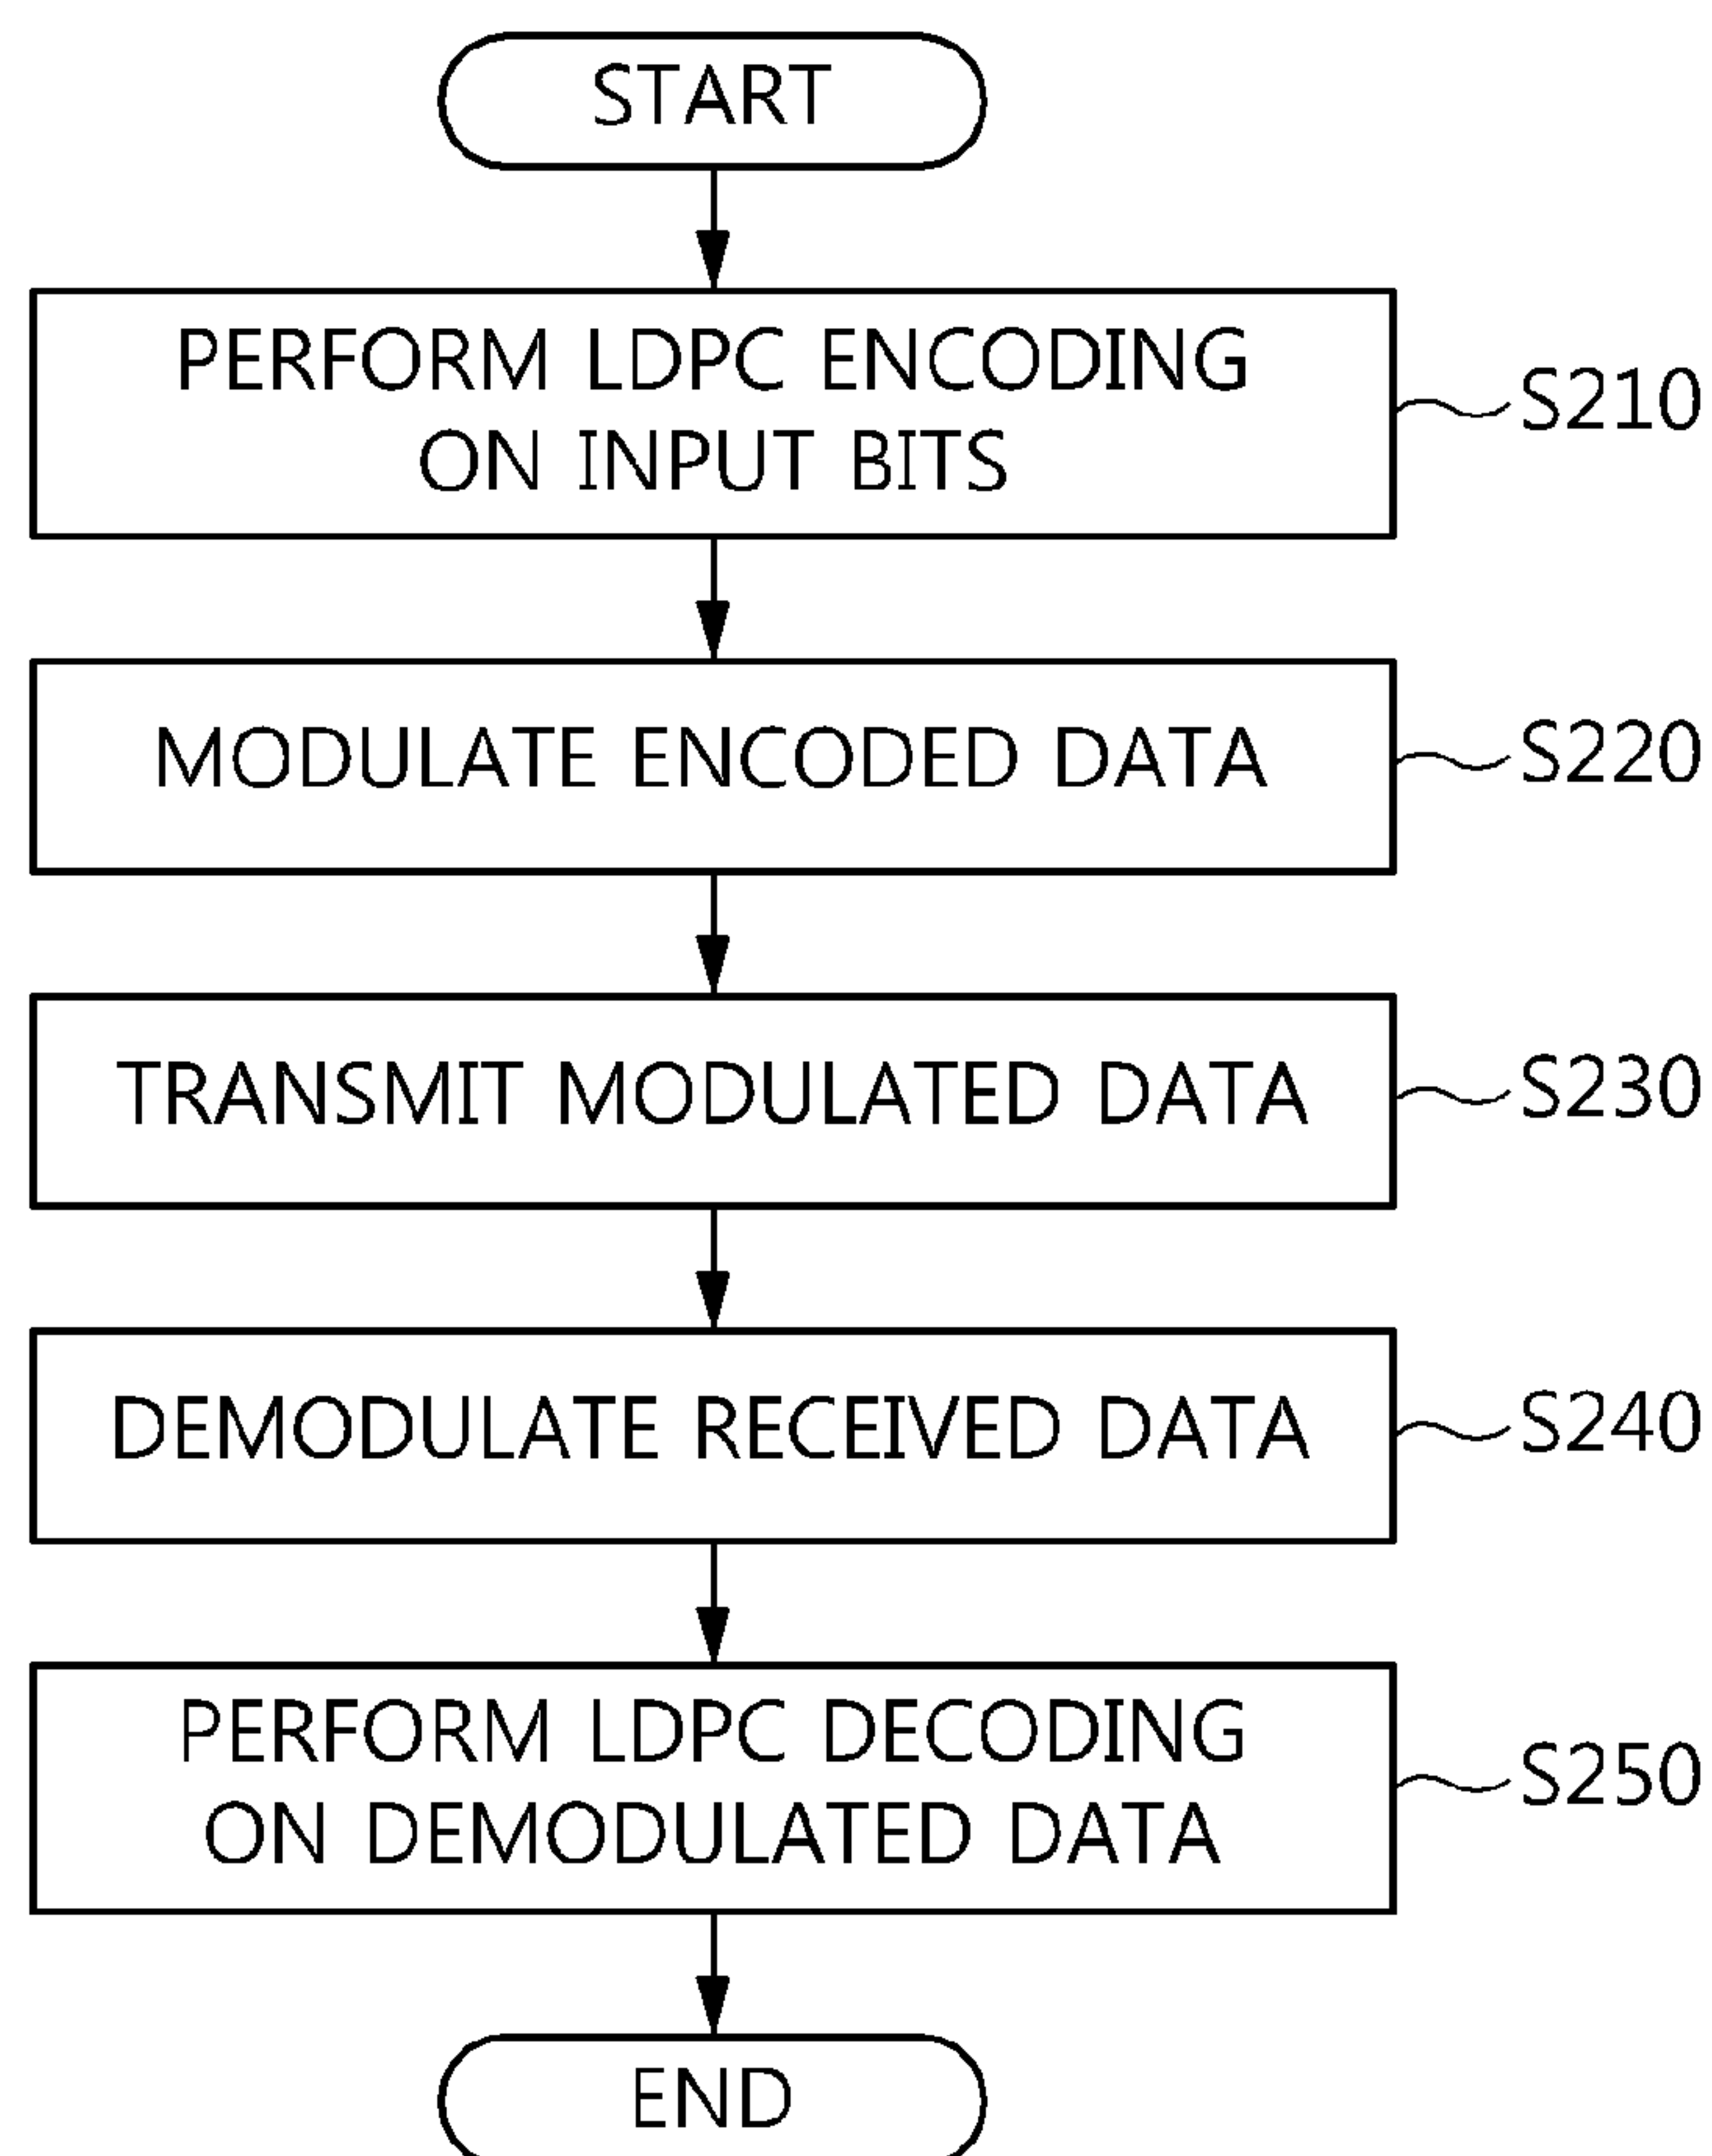 START
PERFORM LDPC ENCODING
ON INPUT BITS
S210
MODULATE ENCODED DATA
S220
TRANSMIT MODULATED DATA
S230
DEMODULATE RECEIVED DATA
S240
PERFORM LDPC DECODING
ON DEMODULATED DATA
S250
END